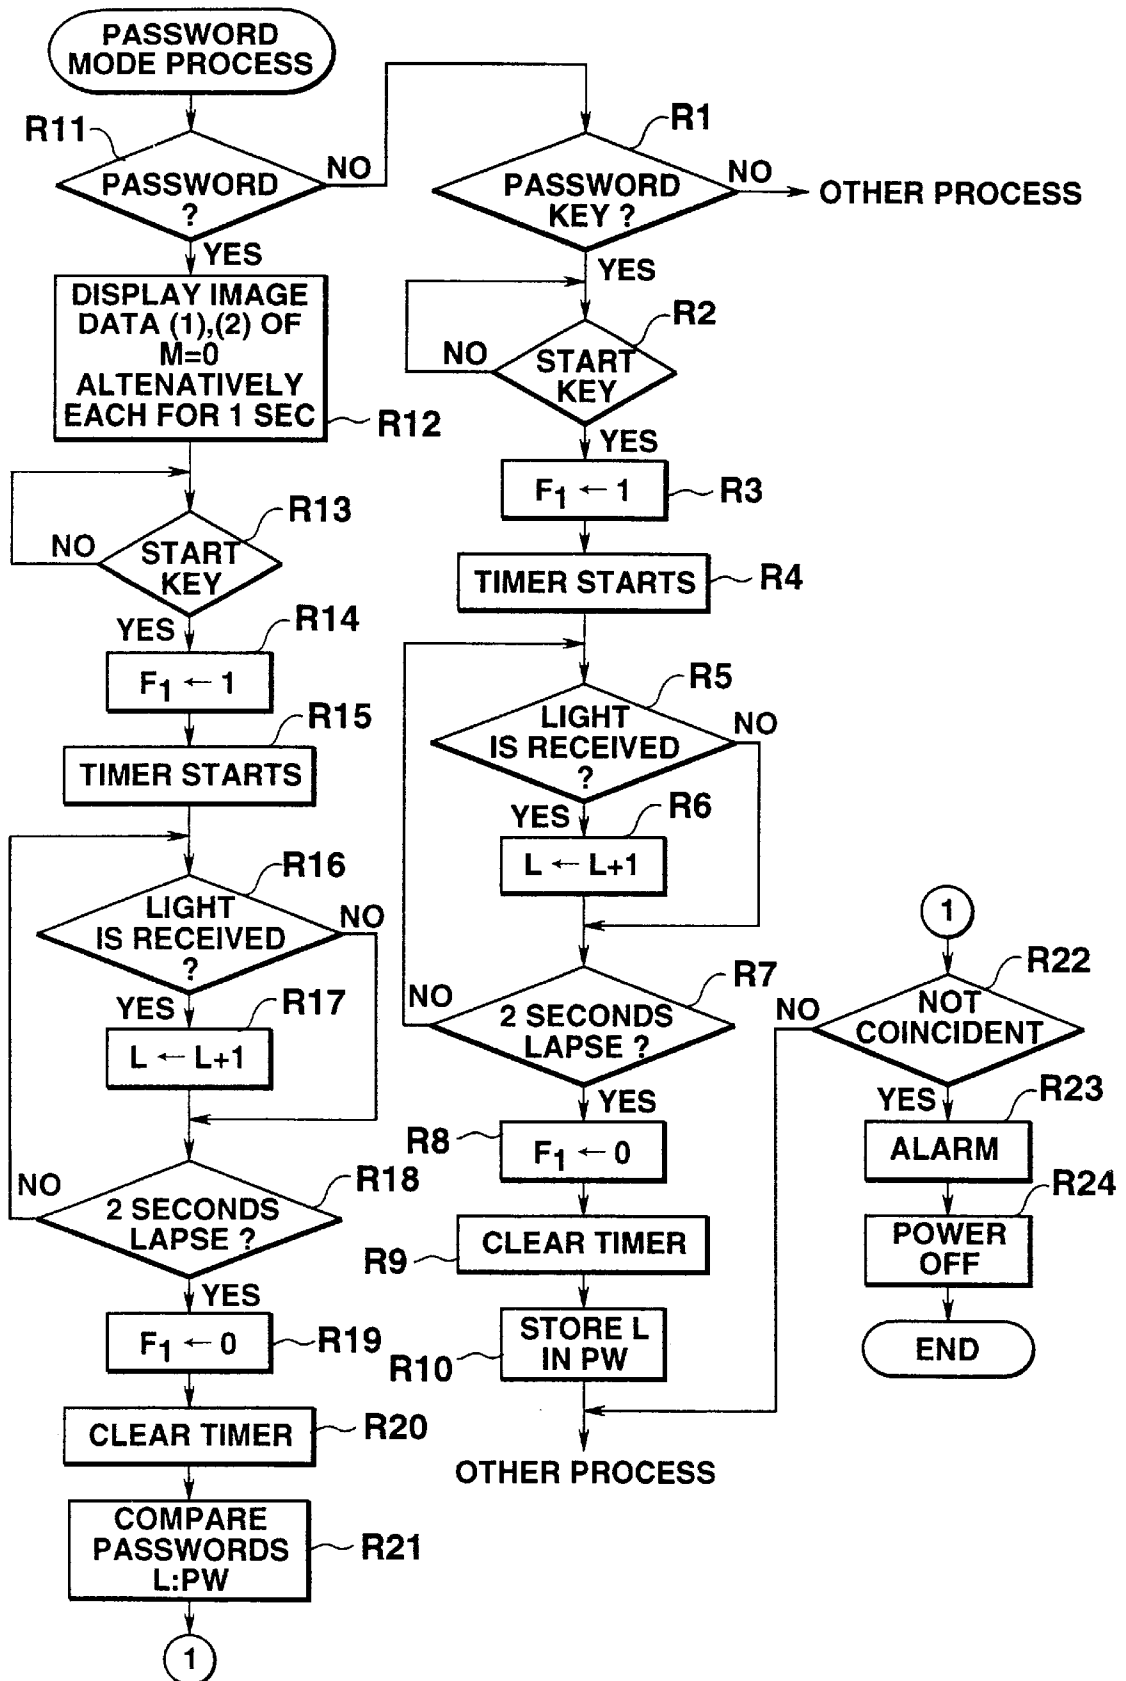 PASSWORD
MODE PROCESS
R11
PASSWORD
?
NO
YES
DISPLAY IMAGE
DATA (1),(2) OF
M=0
ALTENATIVELY
EACH FOR 1 SEC
R12
R13
NO
START
KEY
YES
R14
F1 ← 1
R15
TIMER STARTS
R16
LIGHT
IS RECEIVED
?
NO
YES
R17
L ← L+1
NO
R18
2 SECONDS
LAPSE ?
YES
F1 ← 0
R19
CLEAR TIMER
R20
COMPARE
PASSWORDS
L:PW
R21
1
R1
PASSWORD
KEY ?
NO
OTHER PROCESS
YES
R2
NO
START
KEY
YES
F1 ← 1
R3
TIMER STARTS
R4
R5
LIGHT
IS RECEIVED
?
NO
YES
R6
L ← L+1
R7
NO
2 SECONDS
LAPSE ?
YES
R8
F1 ← 0
CLEAR TIMER
R9
STORE L
IN PW
R10
OTHER PROCESS
1
R22
NO
NOT
COINCIDENT
YES
R23
ALARM
R24
POWER
OFF
END